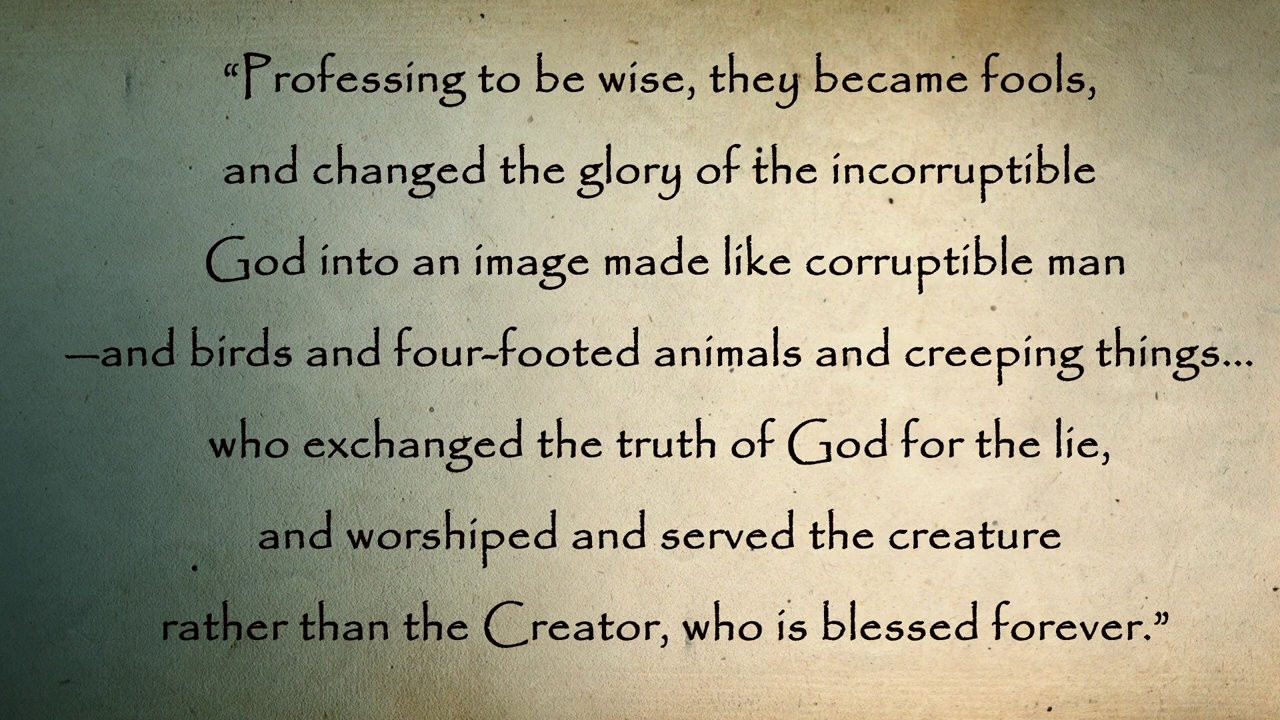 “Professing to be wise, they became fools,
and changed the glory of the incorruptible
God into an image made like corruptible man
—and birds and four-footed animals and creeping things...
who exchanged the truth of God for the lie,
and worshiped and served the creature
rather than the Creator, who is blessed forever.”